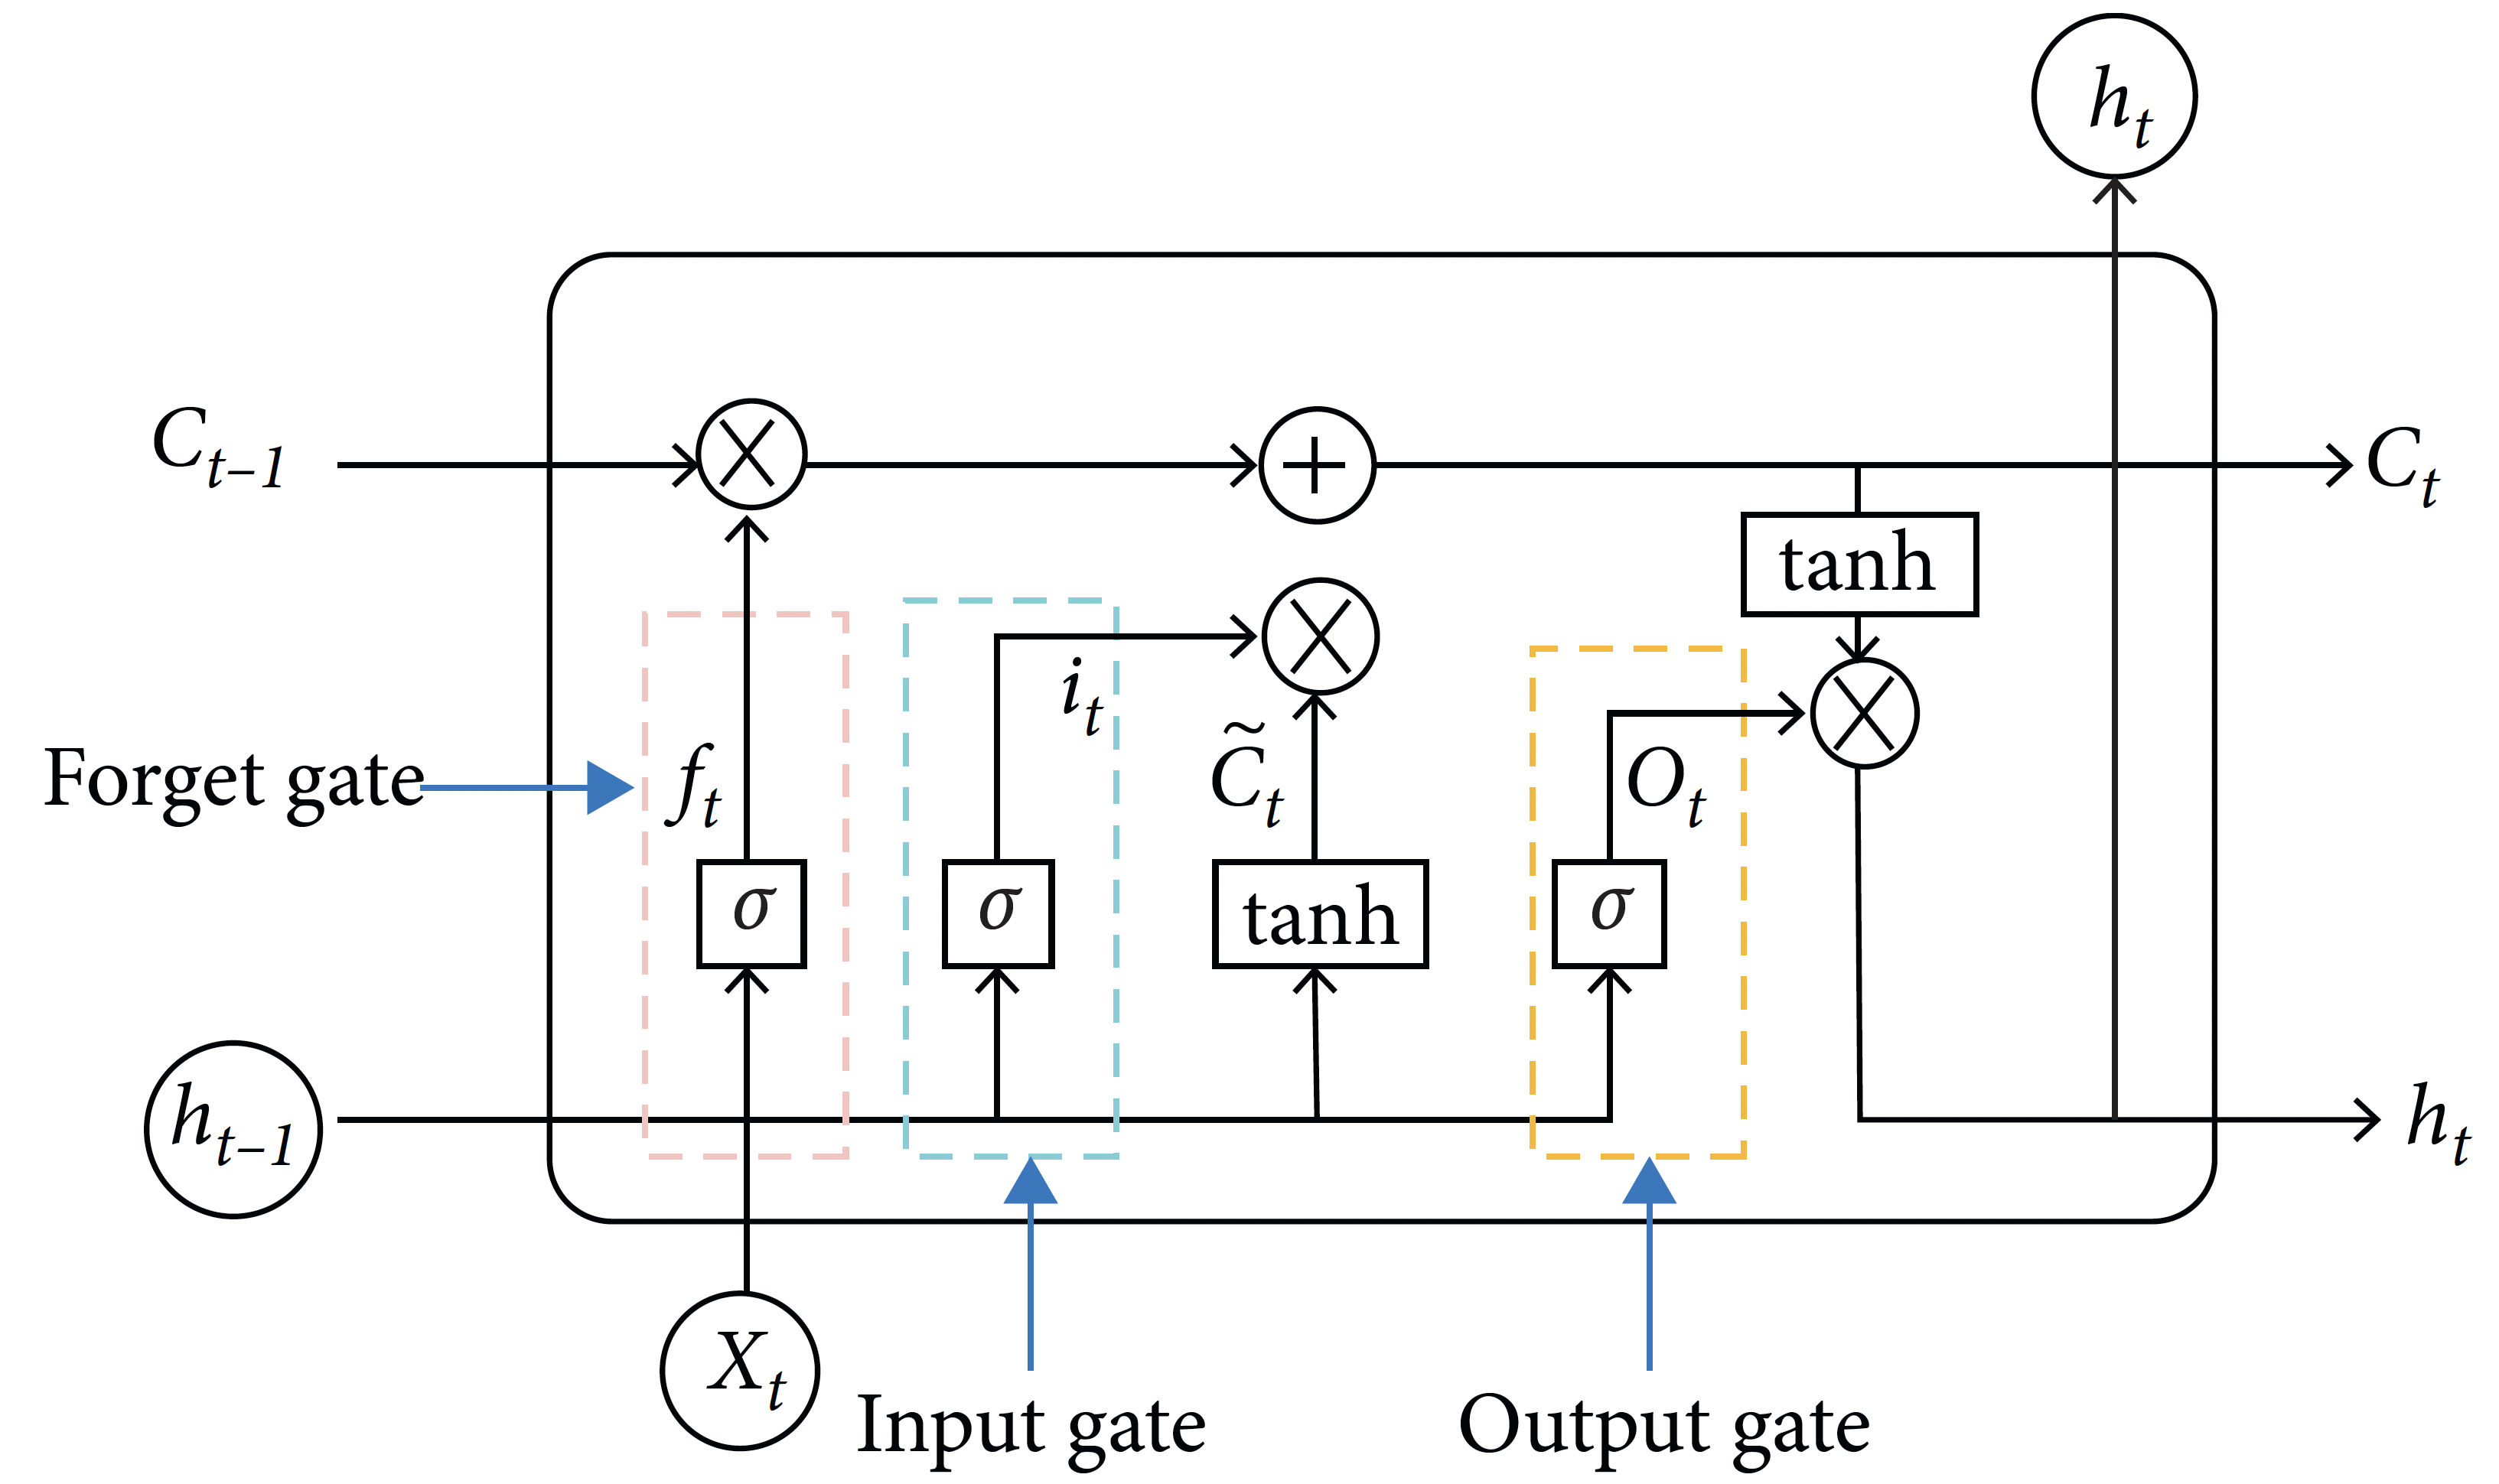 h_t
C_{t-1}
×
+
C_t
tanh
×
×
i_t
Forget gate
f_t
C̃_t
O_t
σ
σ
tanh
σ
h_{t-1}
h_t
X_t
Input gate
Output gate